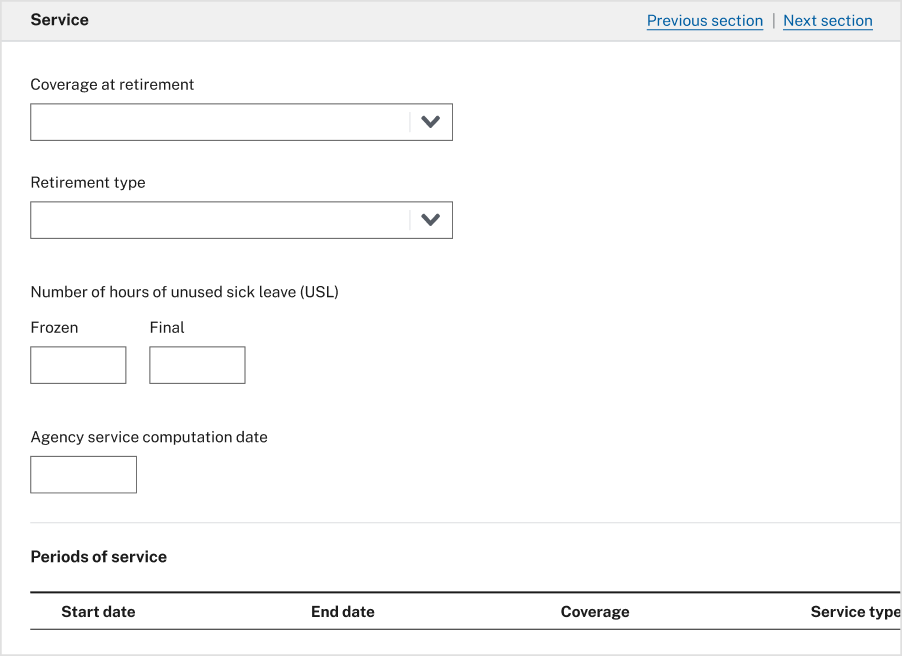 Service Previous section | Next section
Coverage at retirement
Retirement type
Number of hours of unused sick leave (USL)
Frozen Final
Agency service computation date
Periods of service
Start date End date Coverage Service type